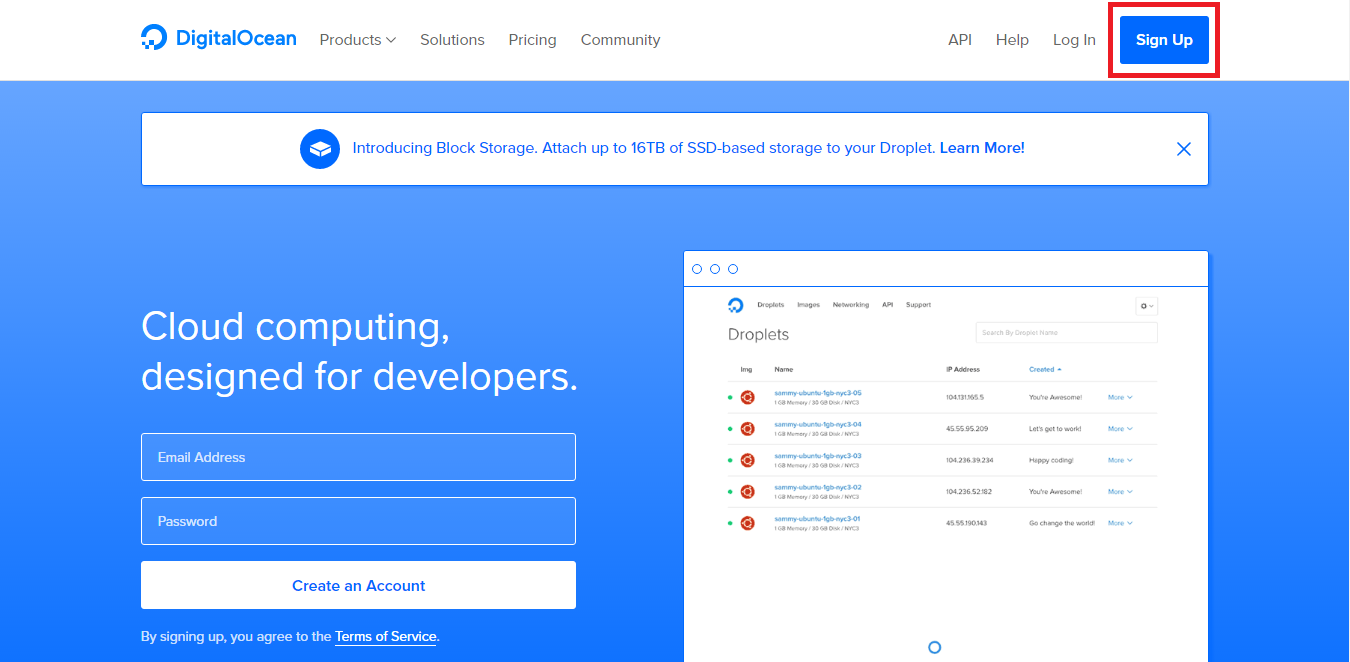 DigitalOcean Products Solutions Pricing Community API Help Log In Sign Up
Introducing Block Storage. Attach up to 16TB of SSD-based storage to your Droplet. Learn More!
Cloud computing,
designed for developers.
Email Address
Password
Create an Account
By signing up, you agree to the Terms of Service.
Droplets Images Networking API Support
Droplets
Search By Droplet Name
Img Name IP Address Created
sammy-ubuntu-1gb-nyc3-05 104.131.165.5 You're Awesome! More
1 GB Memory / 30 GB Disk / NYC3
sammy-ubuntu-1gb-nyc3-04 45.55.95.209 Let's get to work! More
1 GB Memory / 30 GB Disk / NYC3
sammy-ubuntu-1gb-nyc3-03 104.236.39.234 Happy coding! More
1 GB Memory / 30 GB Disk / NYC3
sammy-ubuntu-1gb-nyc3-02 104.236.52.182 You're Awesome! More
1 GB Memory / 30 GB Disk / NYC3
sammy-ubuntu-1gb-nyc3-01 45.55.190.143 Go change the world! More
1 GB Memory / 30 GB Disk / NYC3